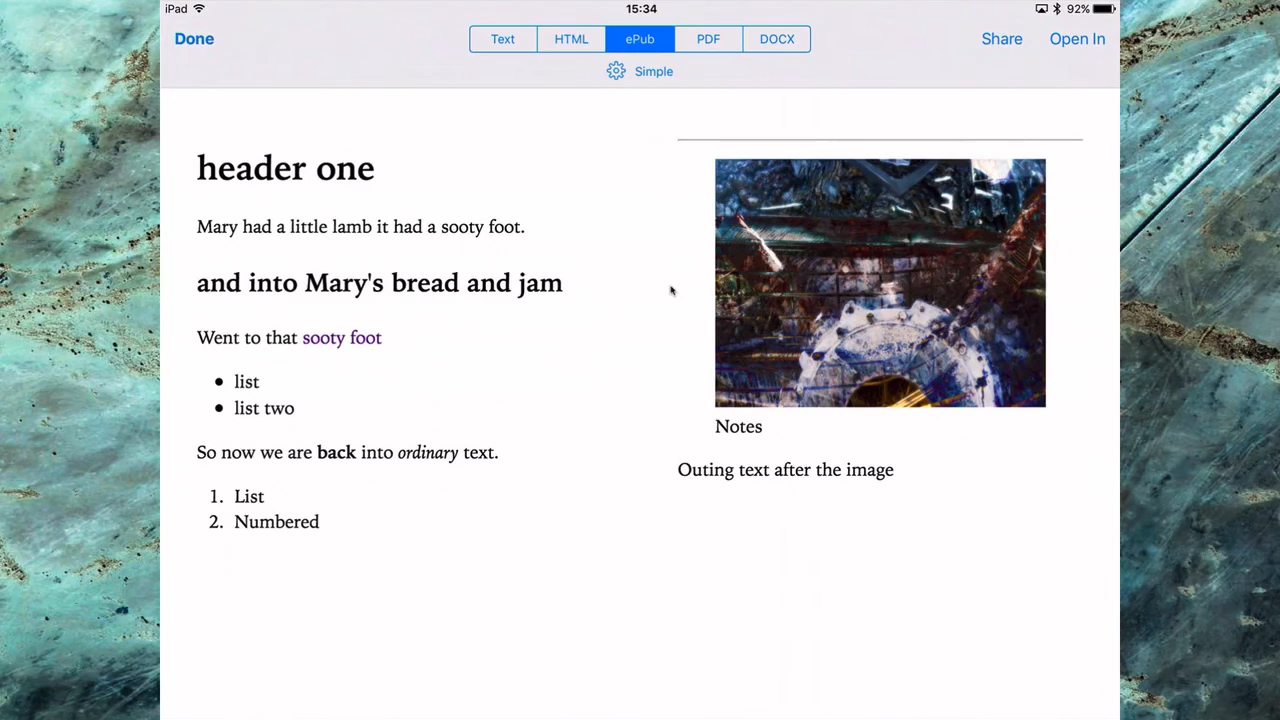 iPad 15:34 92%
Done Text HTML ePub PDF DOCX Share Open In
Simple
header one
Mary had a little lamb it had a sooty foot.
and into Mary's bread and jam
Went to that sooty foot
• list
• list two
So now we are back into ordinary text.
1. List
2. Numbered
Notes
Outing text after the image